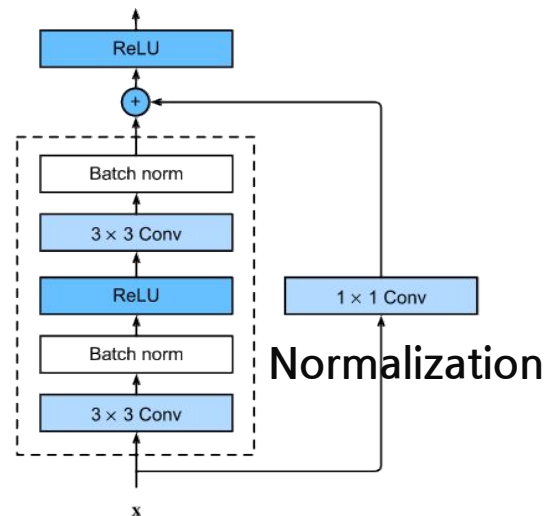 ReLU
+
Batch norm
3 × 3 Conv
ReLU
1 × 1 Conv
Batch norm
Normalization
3 × 3 Conv
x